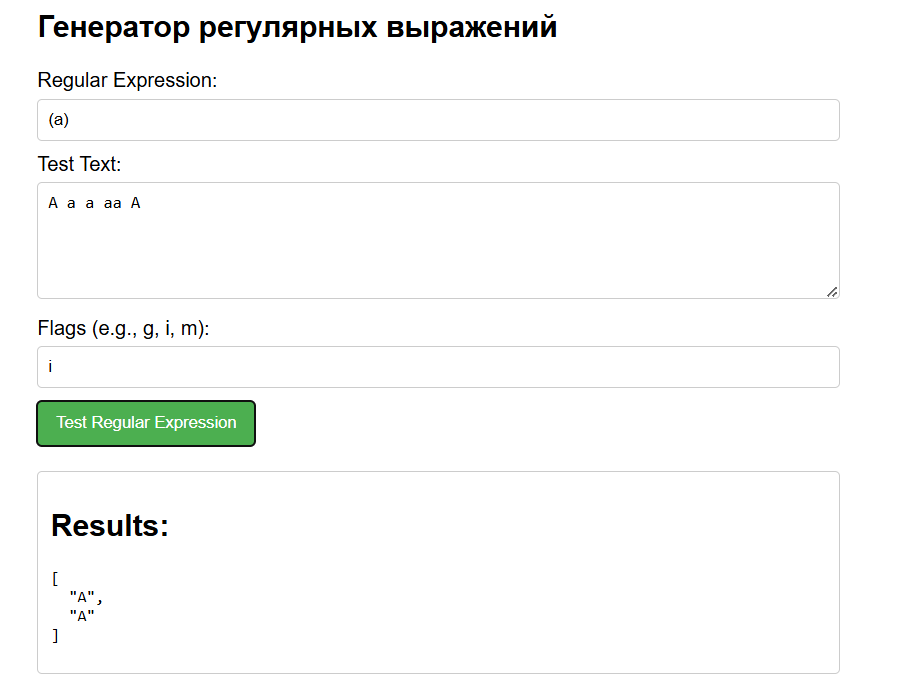 Генератор регулярных выражений
Regular Expression:
(a)
Test Text:
A a a aa A
Flags (e.g., g, i, m):
i
Test Regular Expression
Results:
[
"A",
"A"
]